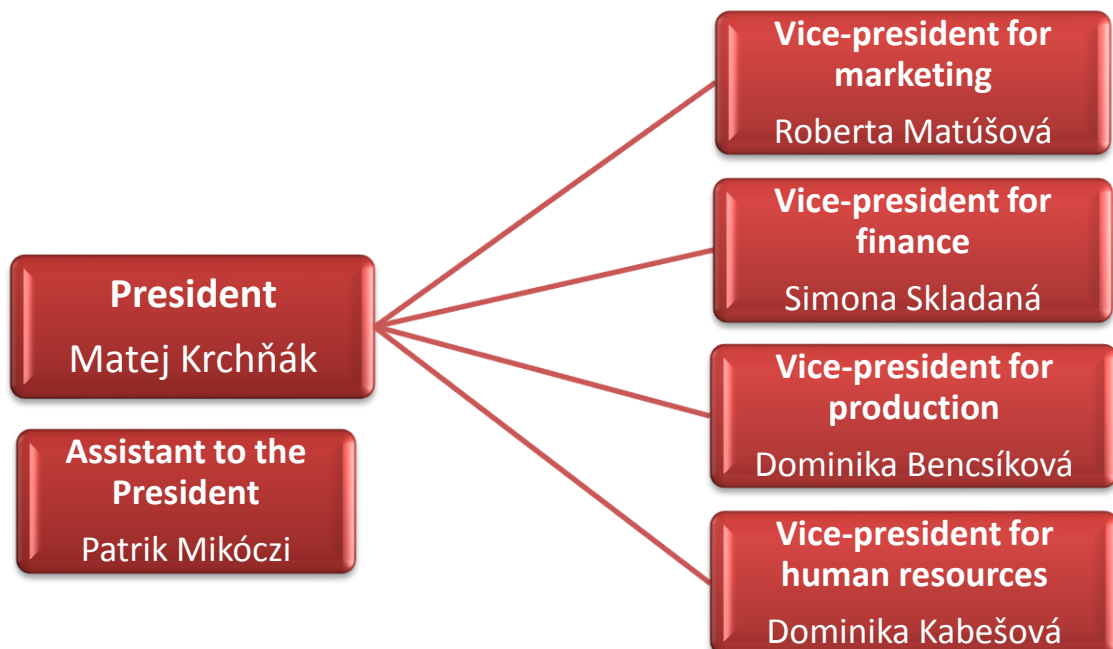 President
Matej Krchňák
Assistant to the
President
Patrik Mikóczi
Vice-president for
marketing
Roberta Matúšová
Vice-president for
finance
Simona Skladaná
Vice-president for
production
Dominika Bencsíková
Vice-president for
human resources
Dominika Kabešová